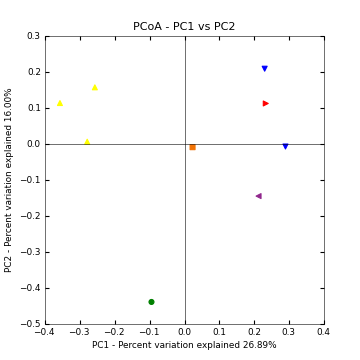 PCoA - PC1 vs PC2
0.3
0.2
0.1
0.0
−0.1
−0.2
−0.3
−0.4
−0.5
−0.4 −0.3 −0.2 −0.1 0.0 0.1 0.2 0.3 0.4
PC1 - Percent variation explained 26.89%
PC2 - Percent variation explained 16.00%